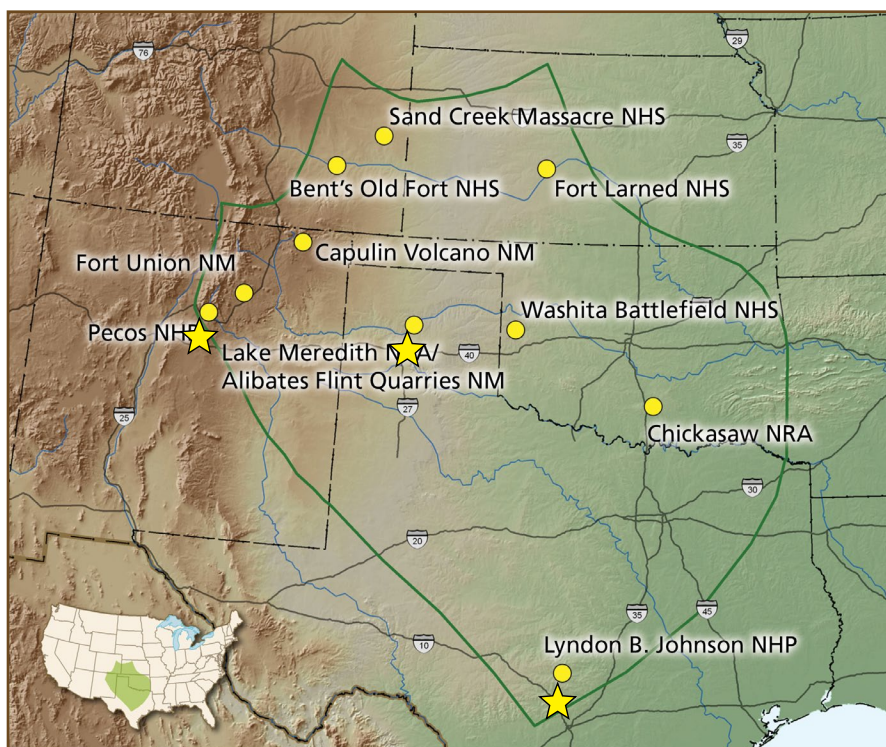 76
29
Sand Creek Massacre NHS
35
Bent's Old Fort NHS
Fort Larned NHS
Capulin Volcano NM
Fort Union NM
Washita Battlefield NHS
Pecos
Lake Meredith
40
Alibates Flint Quarries NM
27
25
Chickasaw NRA
30
20
35
45
10
Lyndon B. Johnson NHP